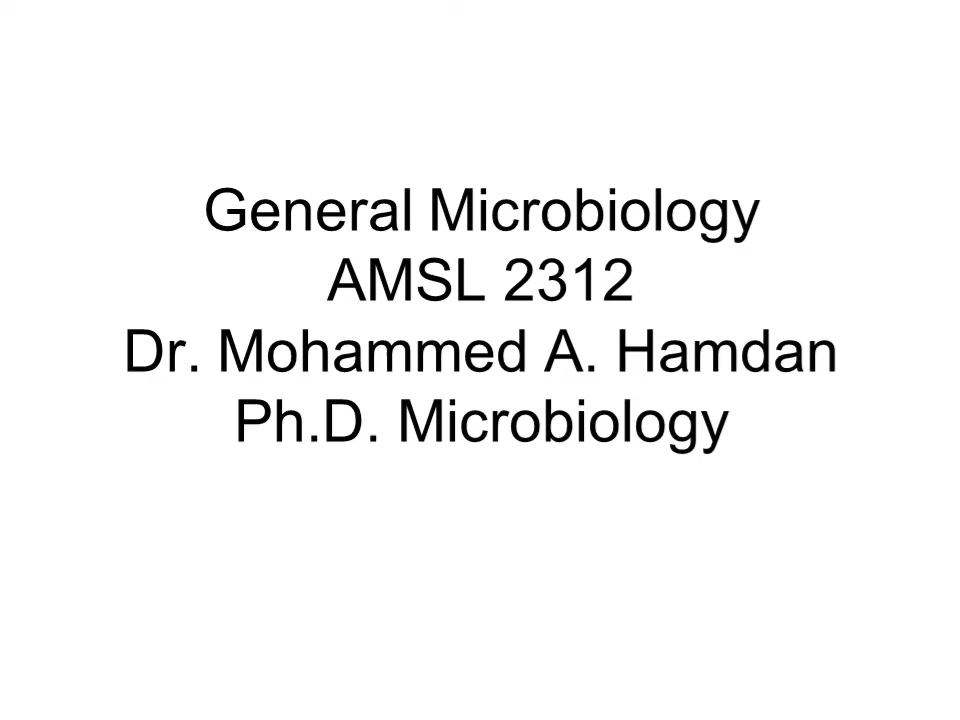 General Microbiology
AMSL 2312
Dr. Mohammed A. Hamdan
Ph.D. Microbiology